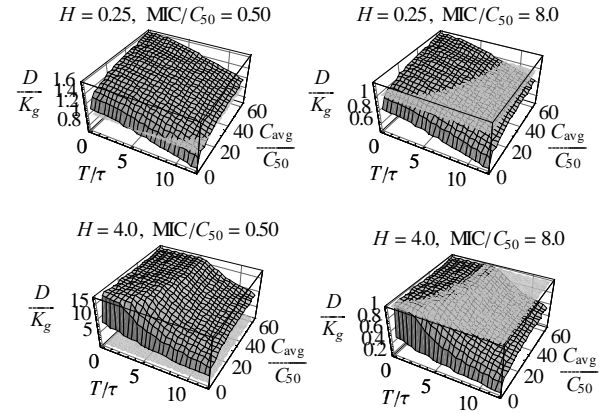 H = 0.25, MIC/C50 = 0.50
D
Kg
1.6
1.4
1.2
1
0.8
0
5
10
T/τ
0
20
40
60
Cavg
C50
H = 0.25, MIC/C50 = 8.0
D
Kg
1
0.8
0.6
0
5
10
T/τ
0
20
40
60
Cavg
C50
H = 4.0, MIC/C50 = 0.50
D
Kg
15
10
5
0
5
10
T/τ
0
20
40
60
Cavg
C50
H = 4.0, MIC/C50 = 8.0
D
Kg
1
0.8
0.6
0.4
0.2
0
5
10
T/τ
0
20
40
60
Cavg
C50